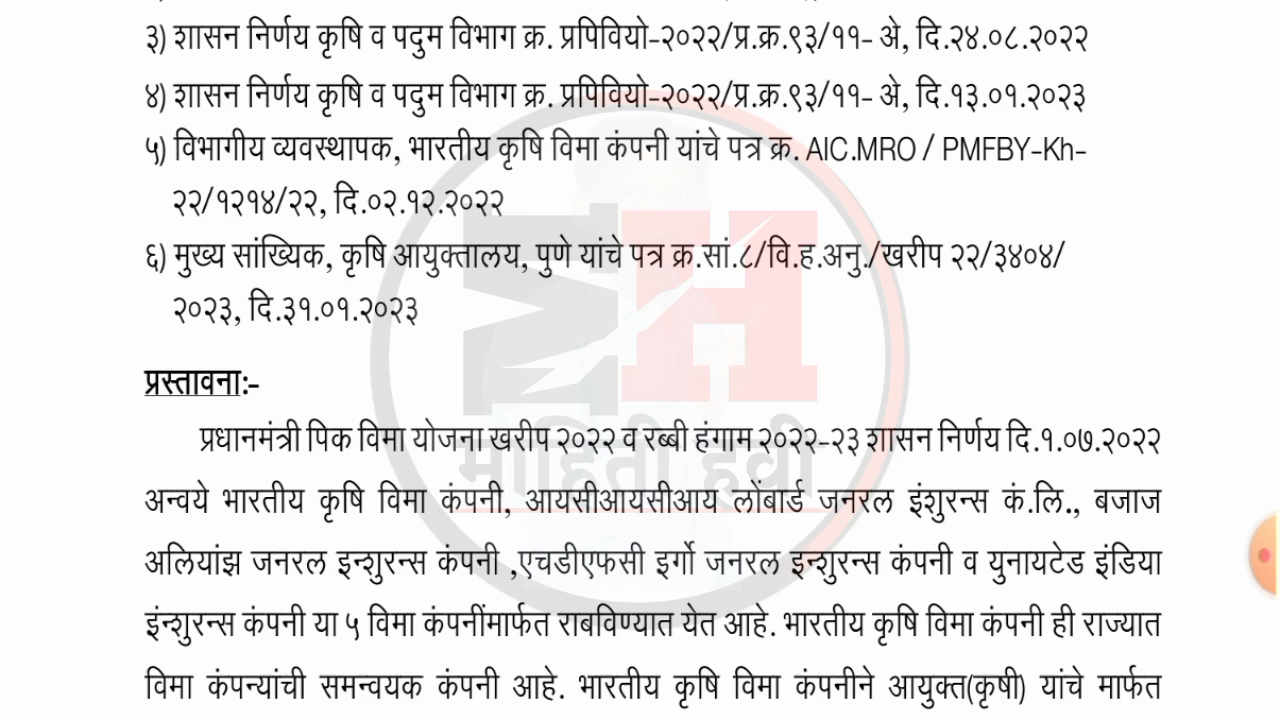 ३) शासन निर्णय कृषि व पदुम विभाग क्र. प्रपिवियो-२०२२/प्र.क्र.९३/११- अे, दि.२४.०८.२०२२
४) शासन निर्णय कृषि व पदुम विभाग क्र. प्रपिवियो-२०२२/प्र.क्र.९३/११- अे, दि.१३.०१.२०२३
५) विभागीय व्यवस्थापक, भारतीय कृषि विमा कंपनी यांचे पत्र क्र. AIC.MRO / PMFBY-Kh-
२२/१२१४/२२, दि.०२.१२.२०२२
६) मुख्य सांख्यिक, कृषि आयुक्तालय, पुणे यांचे पत्र क्र.सां.८/वि.ह.अनु./खरीप २२/३४०४/
२०२३, दि.३१.०१.२०२३
MH
प्रस्तावना:-
प्रधानमंत्री पिक विमा योजना खरीप २०२२ व रब्बी हंगाम २०२२-२३ शासन निर्णय दि.१.०७.२०२२
माहिती हवी
अन्वये भारतीय कृषि विमा कंपनी, आयसीआयसीआय लोंबार्ड जनरल इंशुरन्स कं.लि., बजाज
अलियांझ जनरल इन्शुरन्स कंपनी ,एचडीएफसी इर्गो जनरल इन्शुरन्स कंपनी व युनायटेड इंडिया
इंन्शुरन्स कंपनी या ५ विमा कंपनींमार्फत राबविण्यात येत आहे. भारतीय कृषि विमा कंपनी ही राज्यात
विमा कंपन्यांची समन्वयक कंपनी आहे. भारतीय कृषि विमा कंपनीने आयुक्त(कृषी) यांचे मार्फत